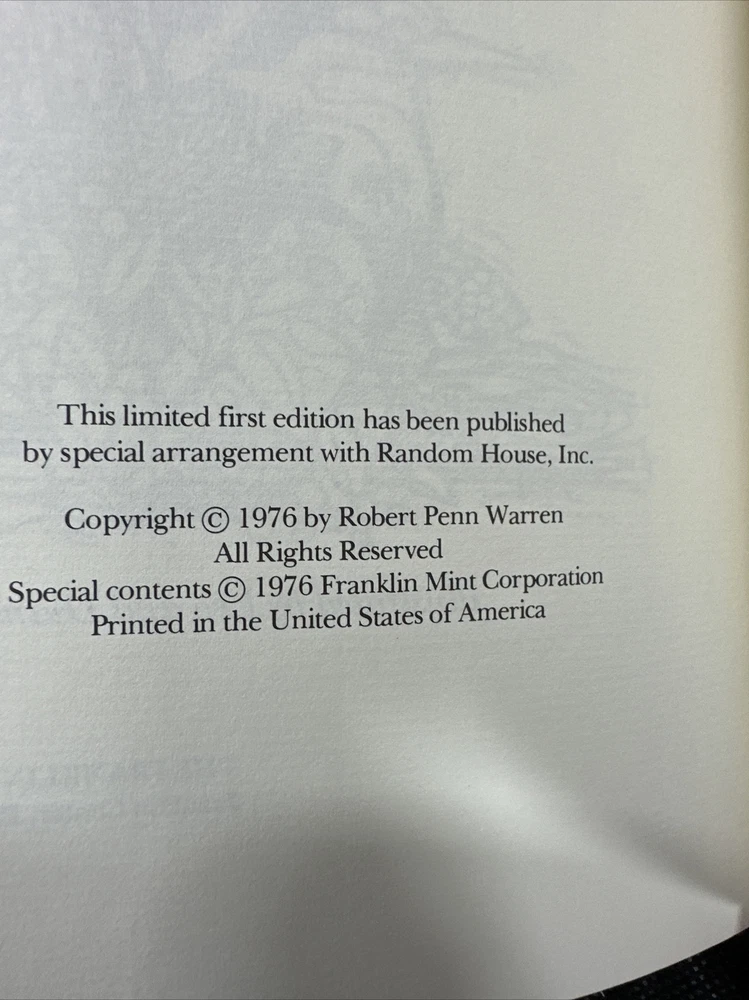 This limited first edition has been published
by special arrangement with Random House, Inc.
Copyright © 1976 by Robert Penn Warren
All Rights Reserved
Special contents © 1976 Franklin Mint Corporation
Printed in the United States of America